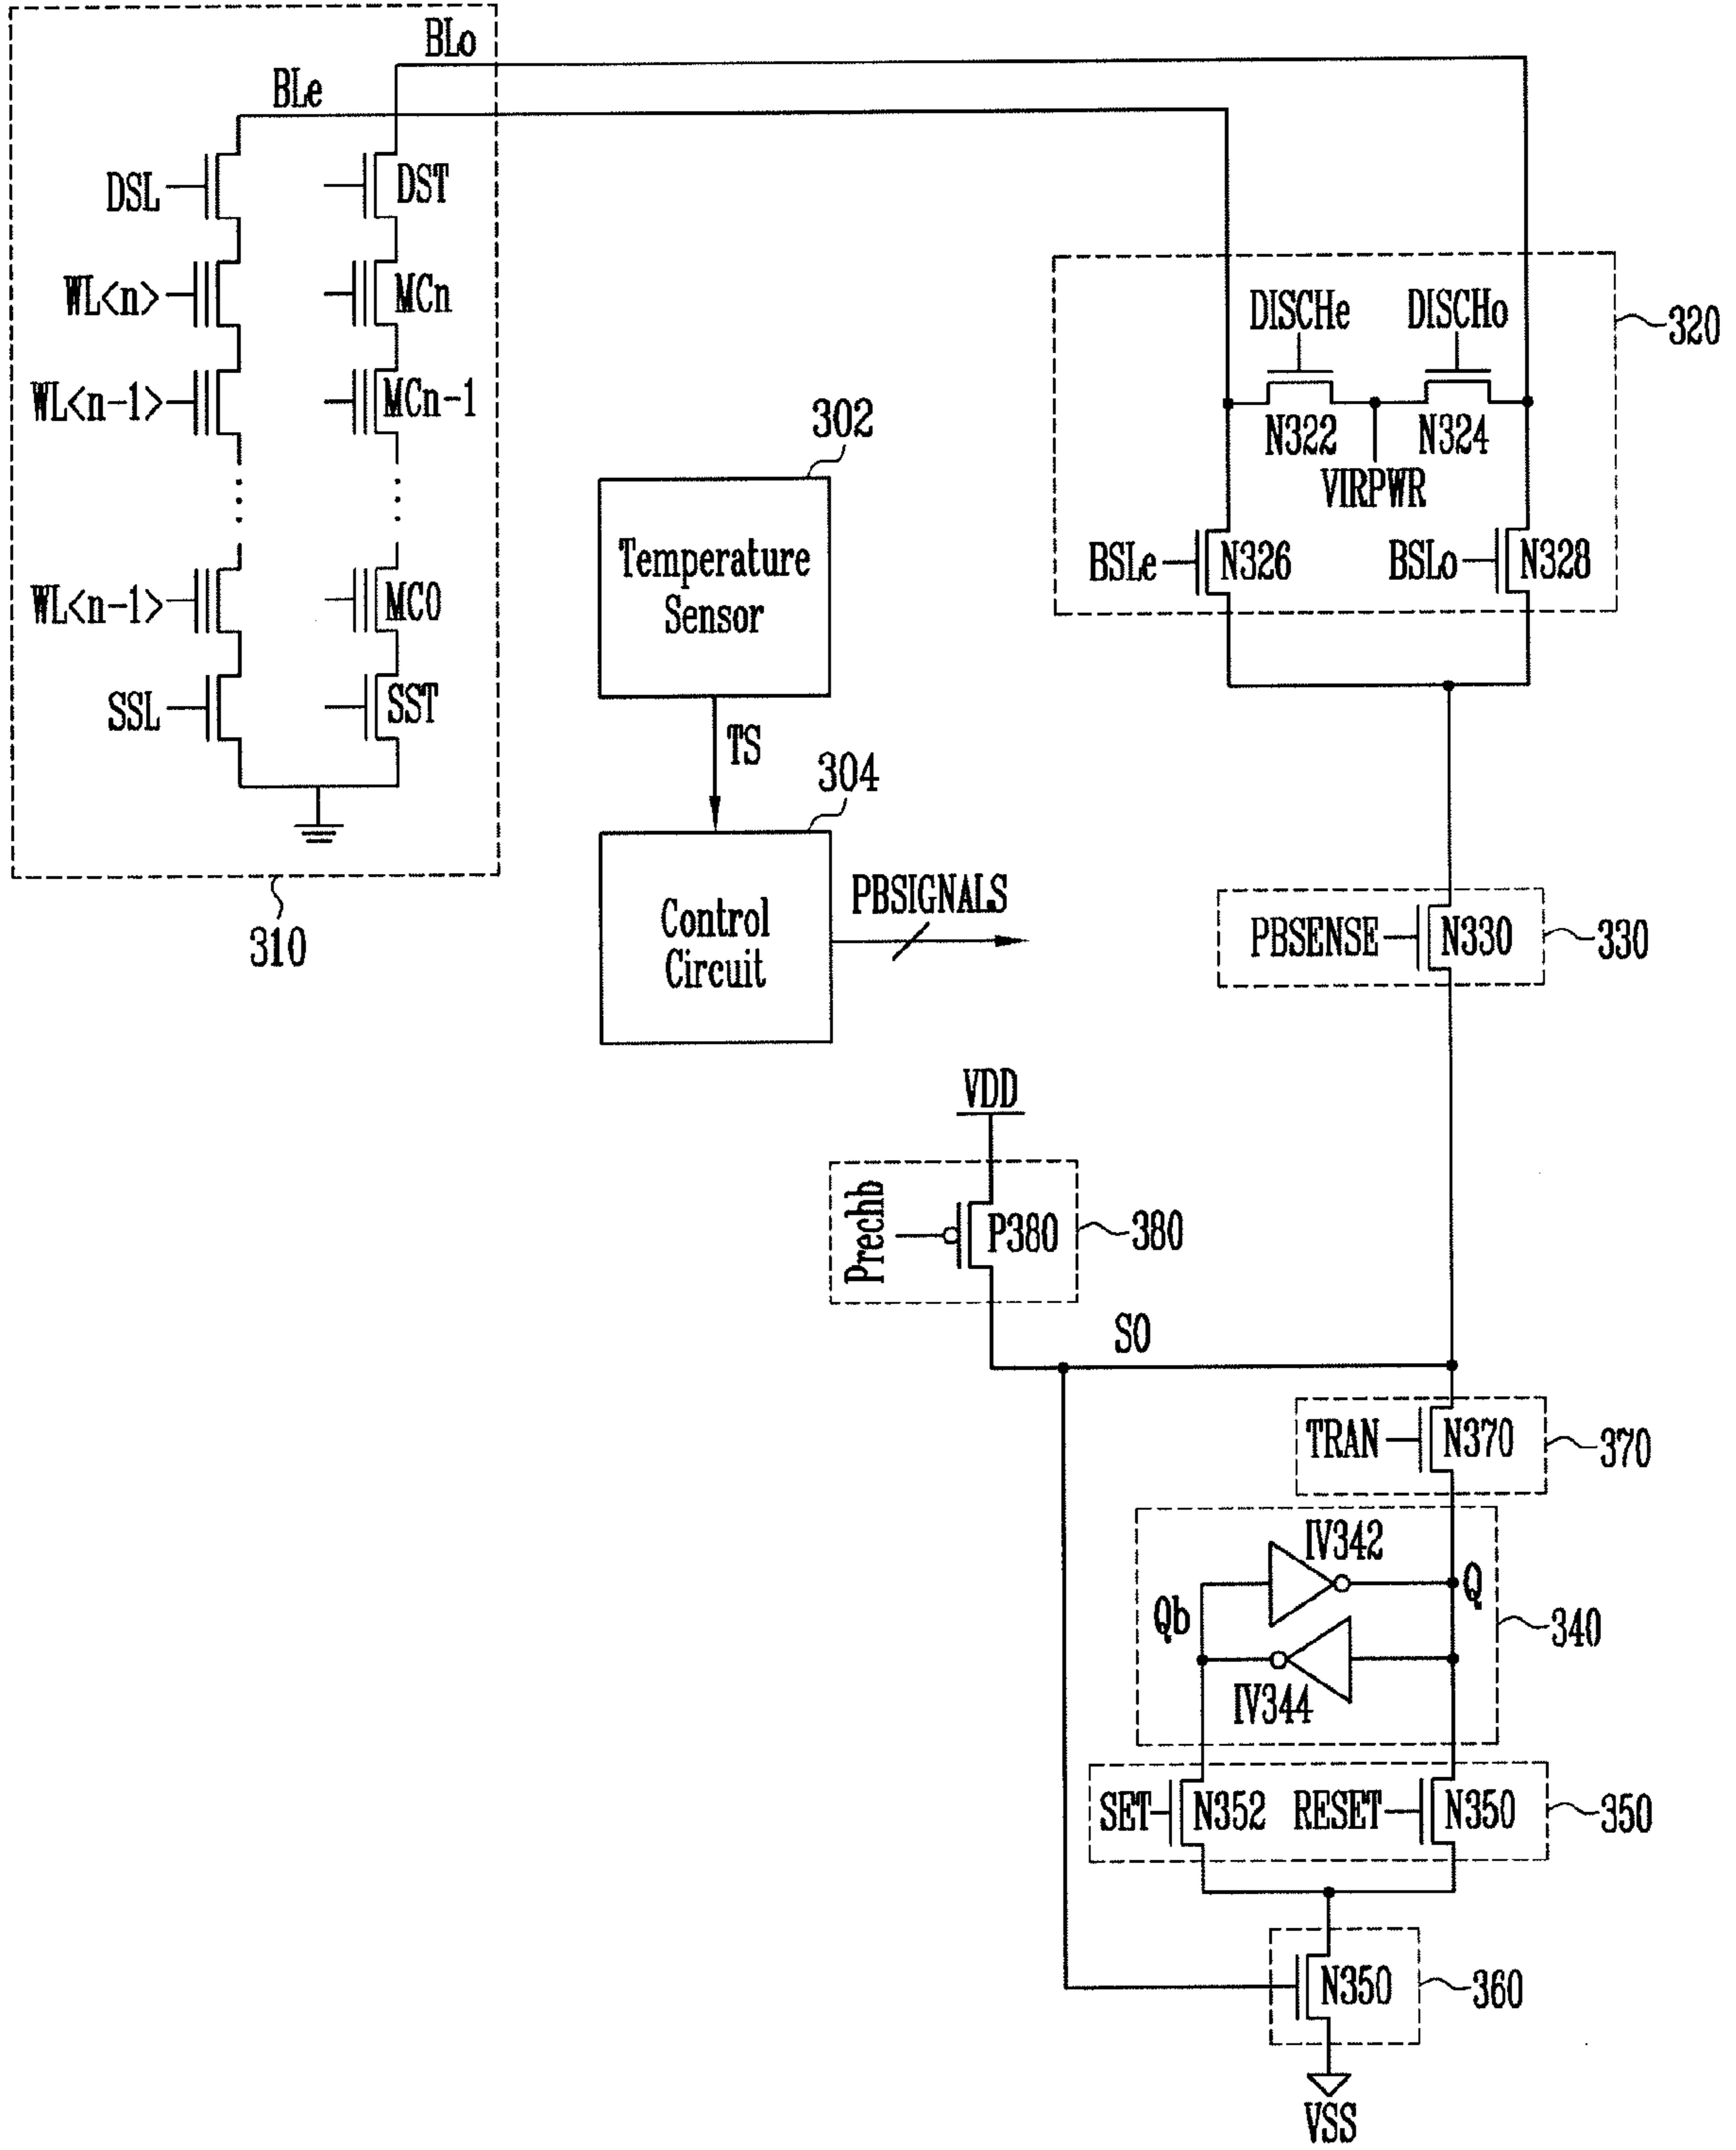 BLo
BLe
DSL
DST
WL<n>
MCn
WL<n-1>
MCn-1
WL<n-1>
MC0
SSL
SST
310
302
Temperature
Sensor
TS
304
Control
Circuit
PBSIGNALS
DISCHe
DISCHo
320
N322
N324
VIRPWR
BSLe
N326
BSLo
N328
PBSENSE
N330
330
VDD
Prechb
P380
380
SO
TRAN
N370
370
IV342
Qb
Q
340
IV344
SET
N352
RESET
N350
350
N350
360
VSS